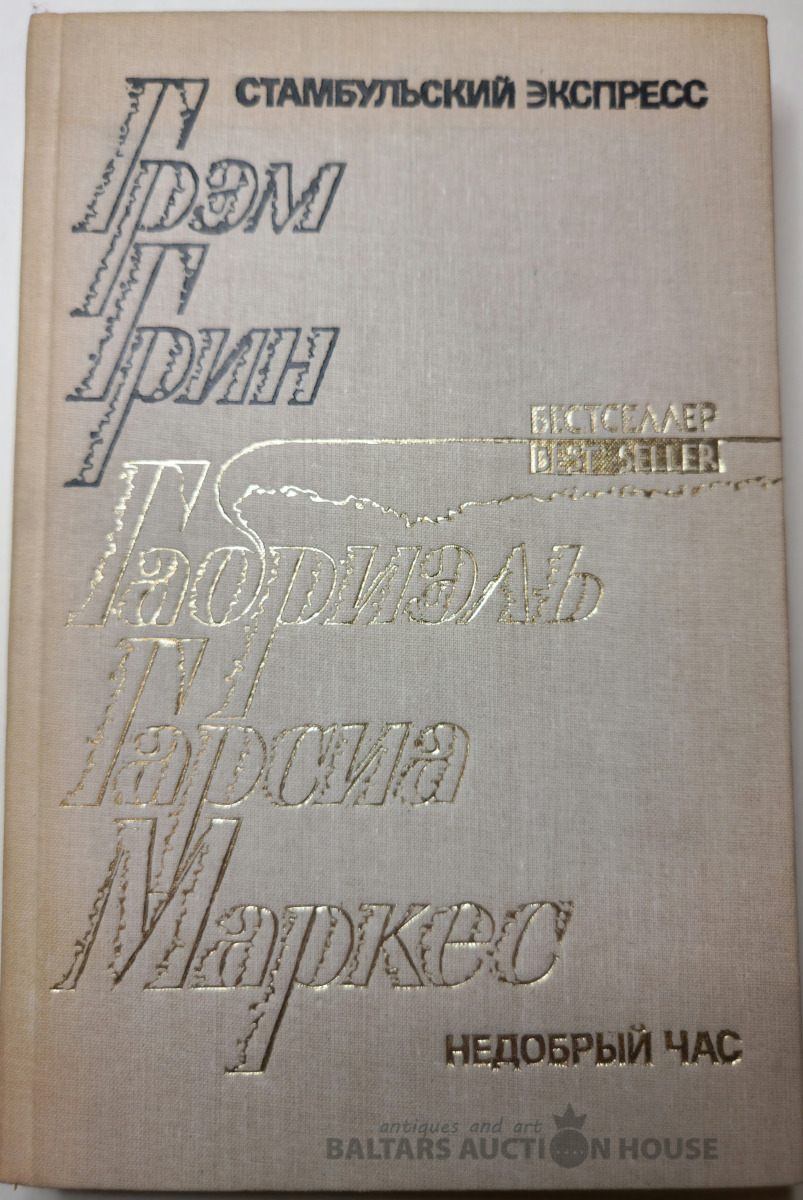 СТАМБУЛЬСКИЙ ЭКСПРЕСС
Грэм
Грин
БЕСТСЕЛЛЕР
BEST SELLER
Габриэль
Гарсиа
Маркес
НЕДОБРЫЙ ЧАС
antiques and art
BALTARS AUCTION HOUSE